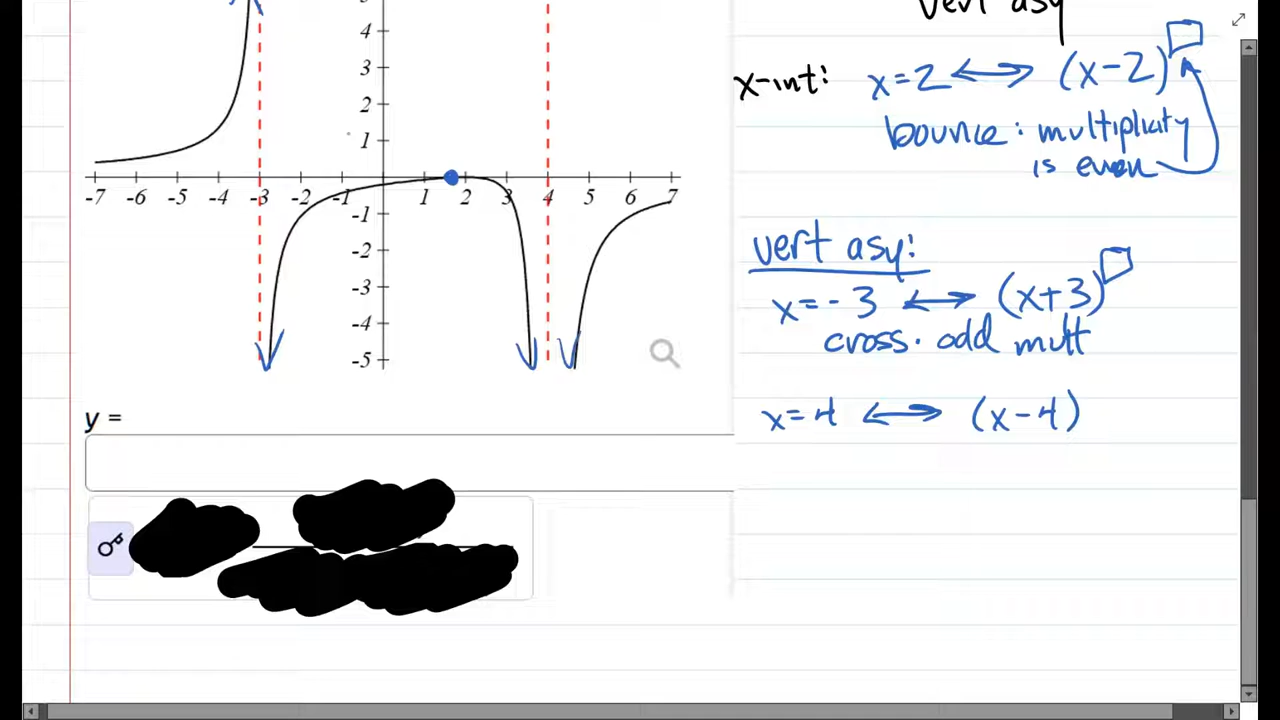 vert asy
5
4
3
2
1
-7 -6 -5 -4 -3 -2 -1 1 2 3 4 5 6 7
-1
-2
-3
-4
-5
x-int: x=2 ⟷ (x-2)□
bounce: multiplicity
is even
vert asy:
x=-3 ⟷ (x+3)□
cross. odd mult
x=4 ⟷ (x-4)
y =